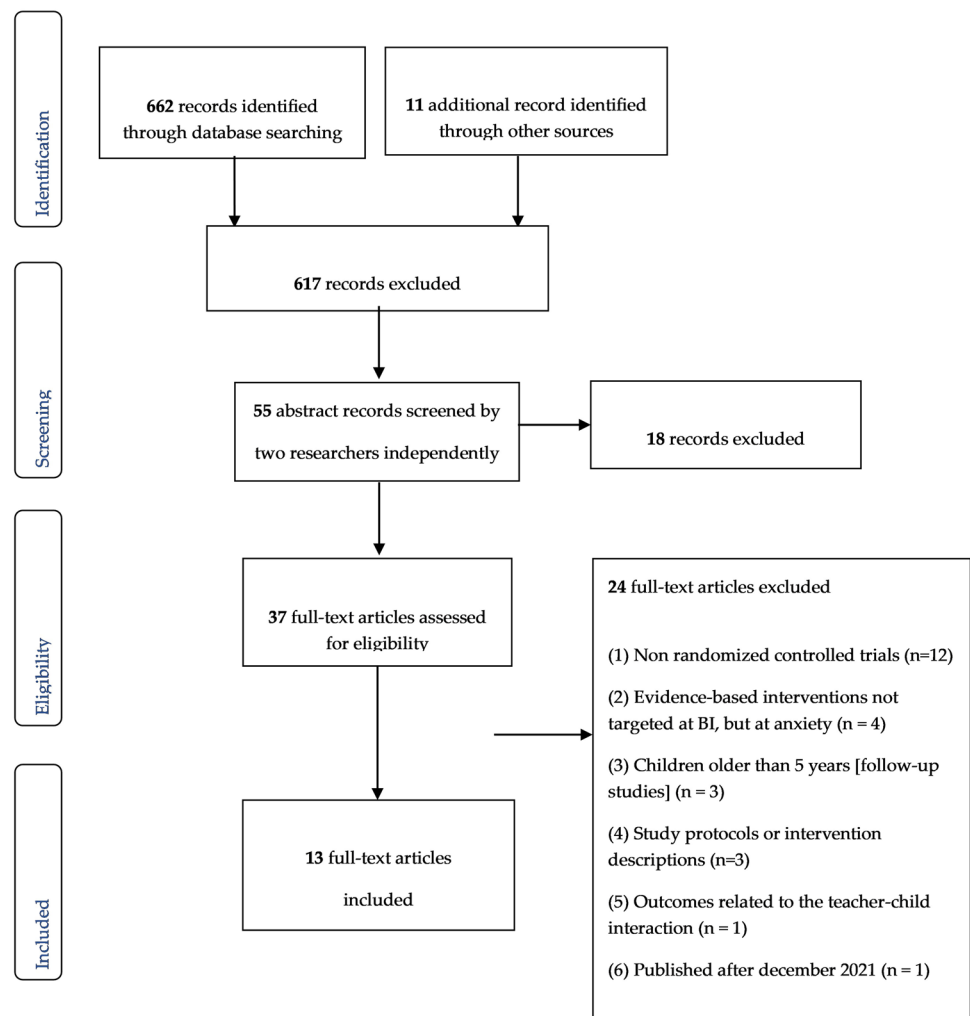 Identification
662 records identified
through database searching
11 additional record identified
through other sources
617 records excluded
Screening
55 abstract records screened by
two researchers independently
18 records excluded
Eligibility
37 full-text articles assessed
for eligibility
24 full-text articles excluded
(1) Non randomized controlled trials (n=12)
(2) Evidence-based interventions not
targeted at BI, but at anxiety (n = 4)
(3) Children older than 5 years [follow-up
studies] (n = 3)
(4) Study protocols or intervention
descriptions (n=3)
(5) Outcomes related to the teacher-child
interaction (n = 1)
(6) Published after december 2021 (n = 1)
Included
13 full-text articles
included